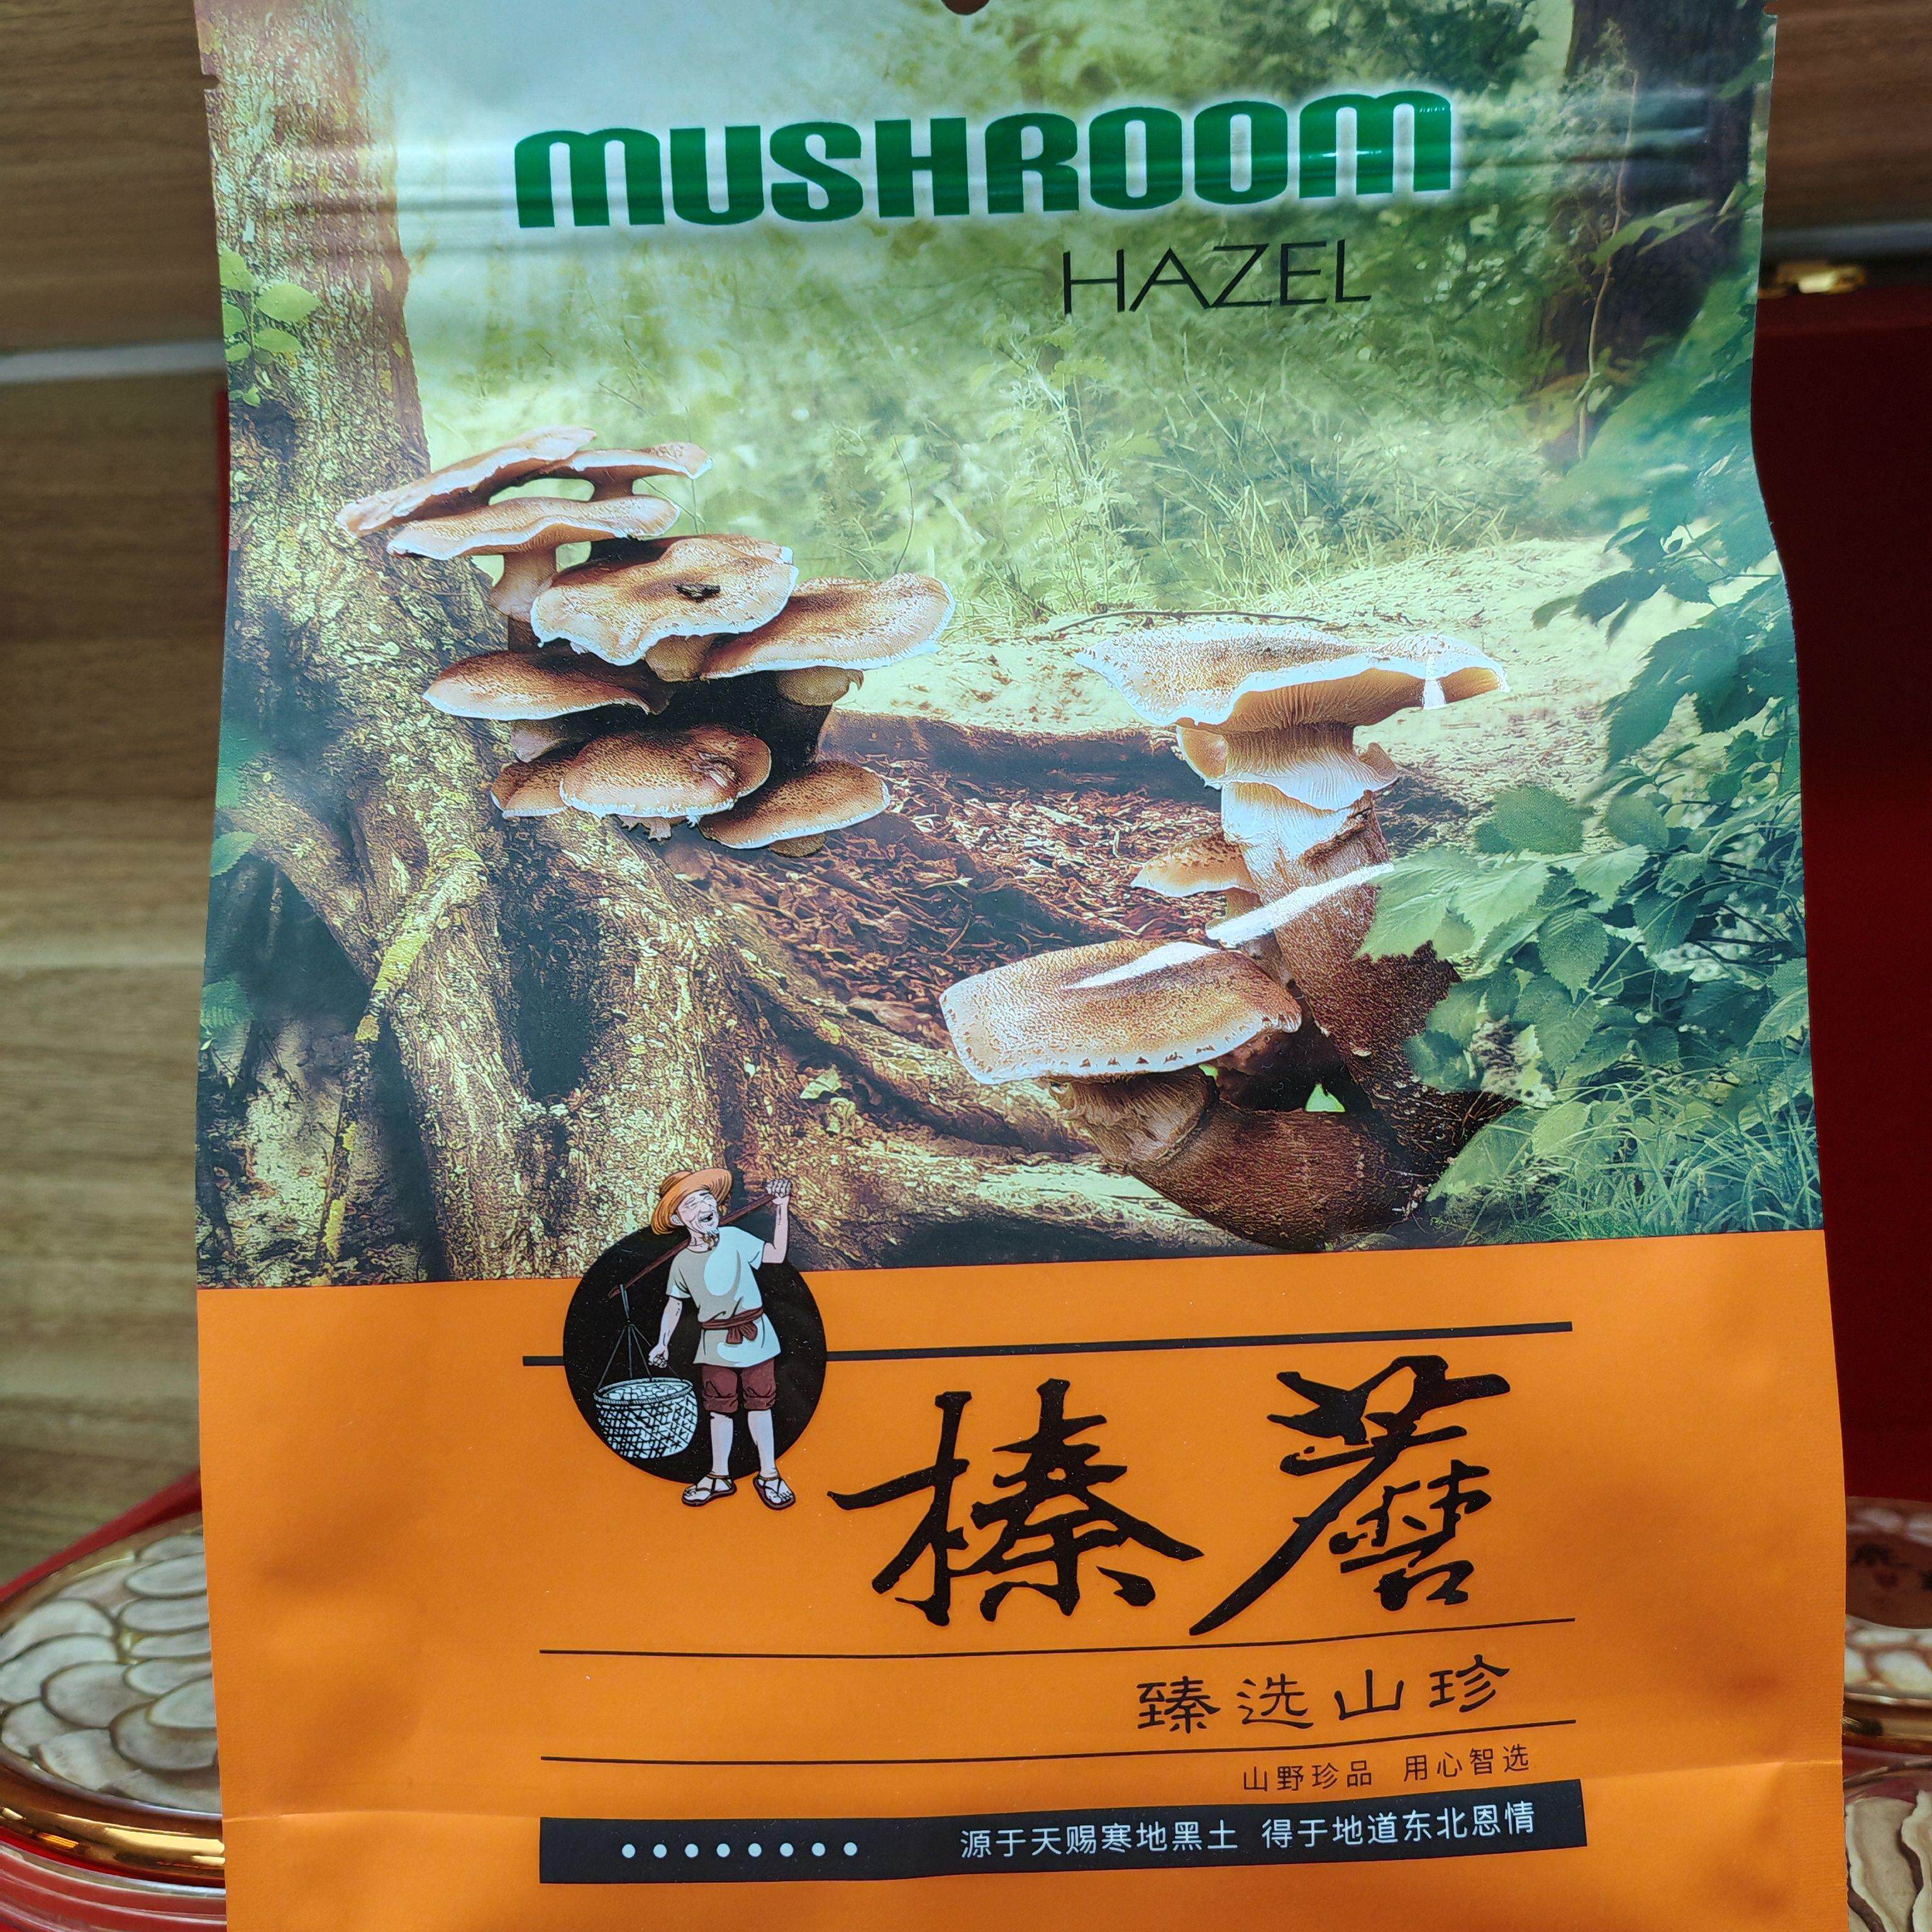 MUSHROOM
HAZEL
榛蘑
臻选山珍
山野珍品 用心智选
源于天赐寒地黑土 得于地道东北恩情